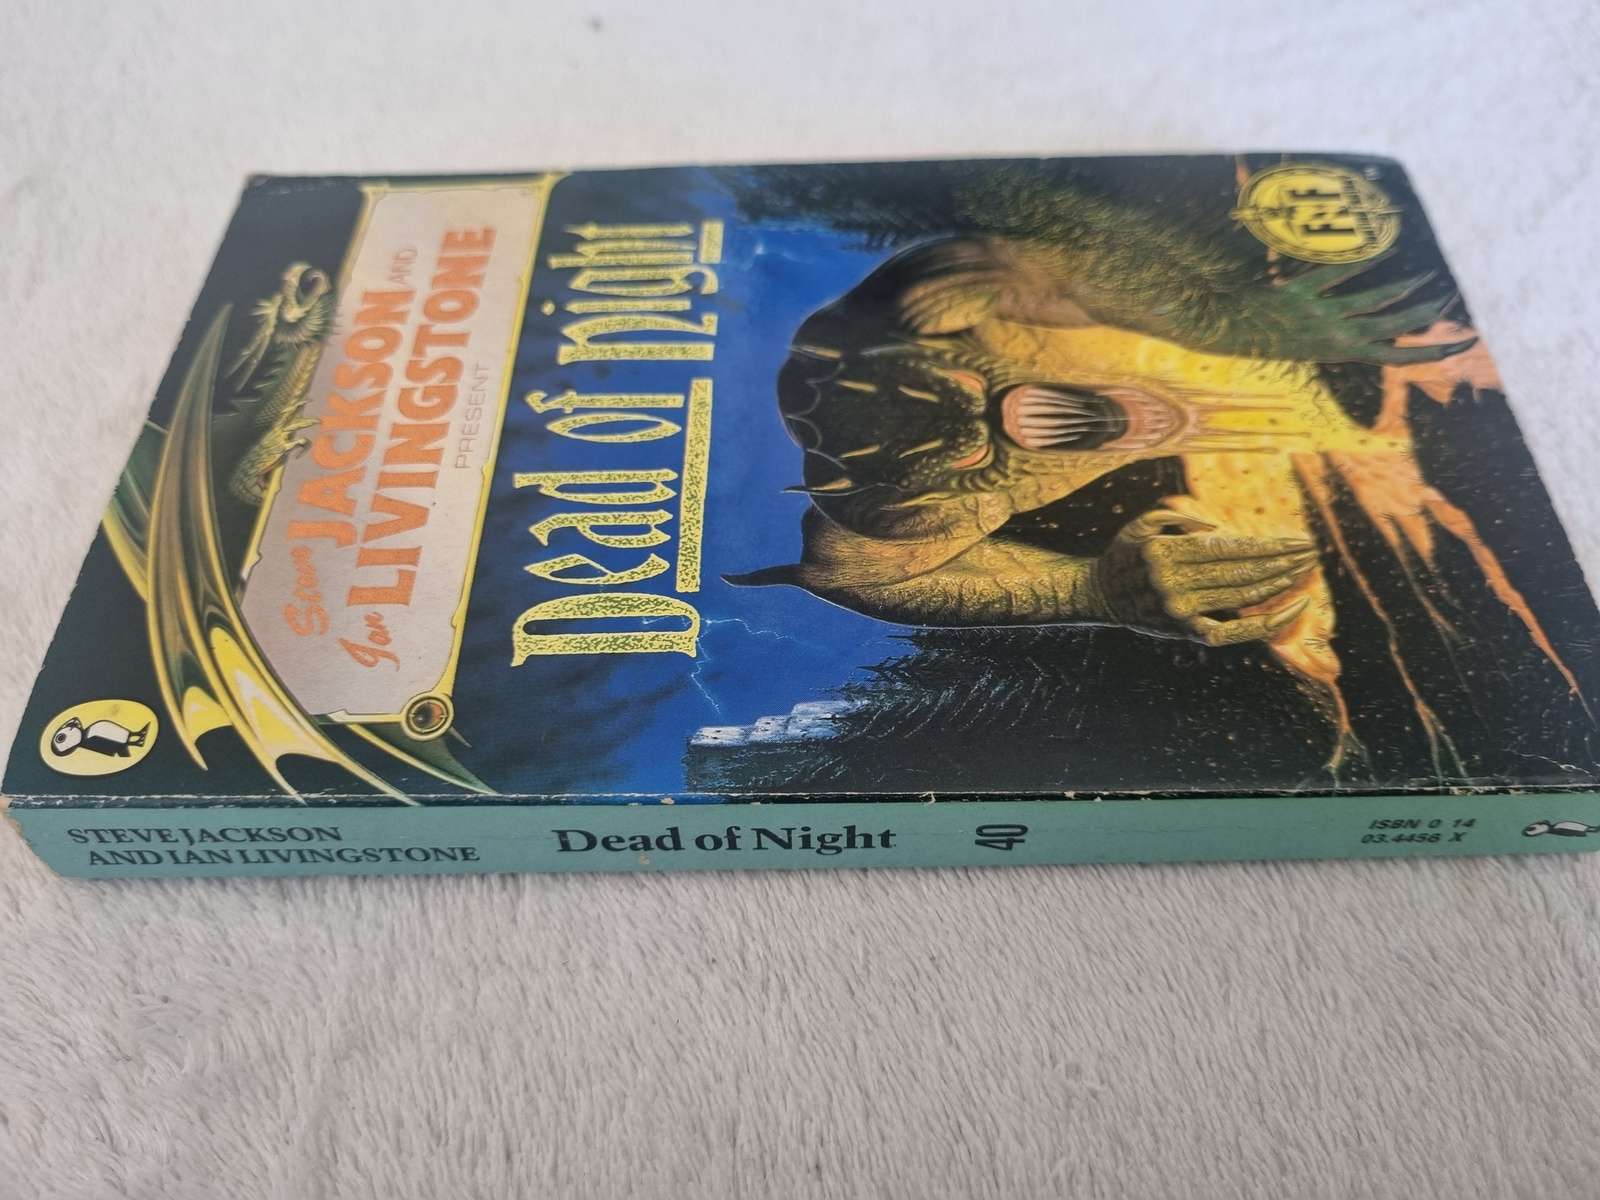 Steve JACKSON AND
Ian LIVINGSTONE
PRESENT
Dead of Night
FF
STEVE JACKSON
AND IAN LIVINGSTONE
Dead of Night
40
ISBN 0 14
03.4456 X